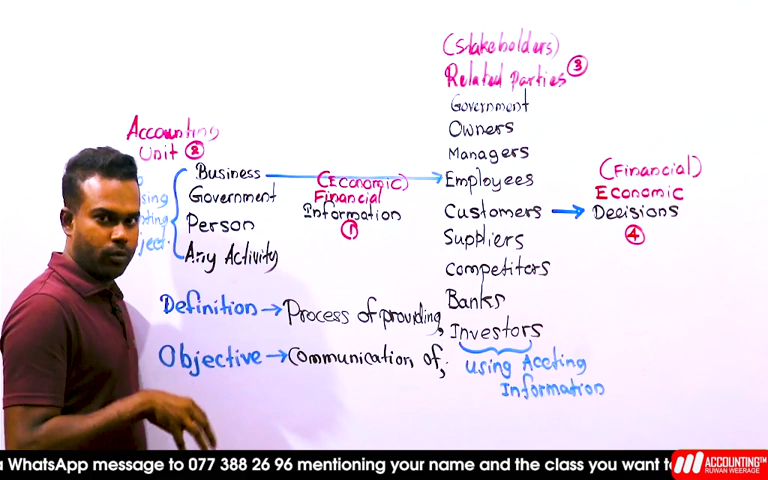 (Stakeholders)
Related parties ③
Accounting
Unit ②
Business
Government
Person
Any Activity
(Economic)
Financial
Information
①
Government
Owners
Managers
Employees
Customers
Suppliers
Competitors
Banks
Investors
(Financial)
Economic
Decisions
④
Definition → Process of providing,
Objective → Communication of,
using Accting
Information
a WhatsApp message to 077 388 26 96 mentioning your name and the class you want t
ACCOUNTING™
RUWAN WEERAGE